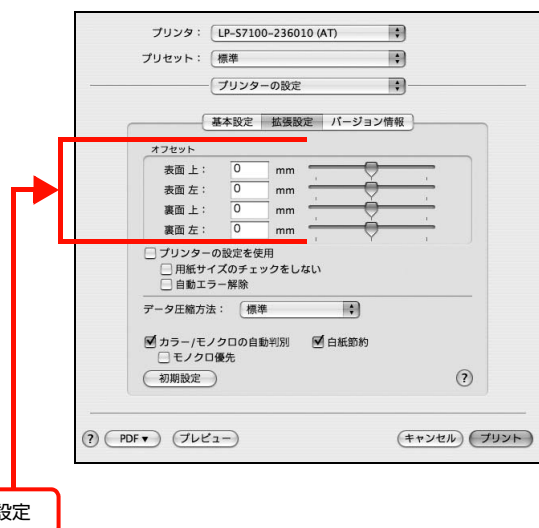 プリンタ： LP-S7100-236010 (AT)
プリセット： 標準
プリンターの設定
基本設定 拡張設定 バージョン情報
オフセット
表面 上： 0 mm
表面 左： 0 mm
裏面 上： 0 mm
裏面 左： 0 mm
プリンターの設定を使用
用紙サイズのチェックをしない
自動エラー解除
データ圧縮方法： 標準
カラー/モノクロの自動判別 白紙節約
モノクロ優先
初期設定 ?
? PDF▼ プレビュー キャンセル プリント
設定